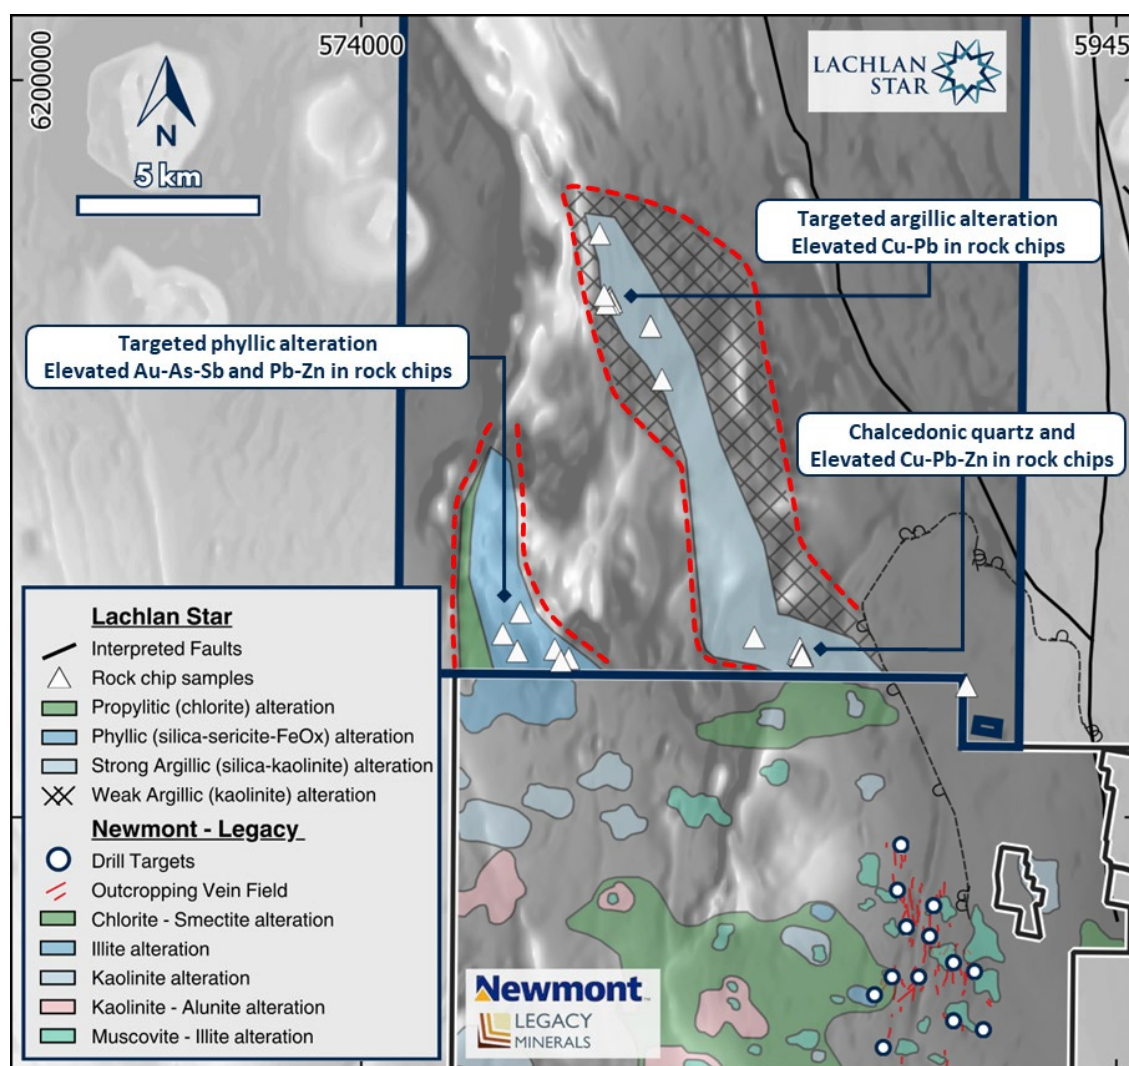 574000
5945
6200000
LACHLAN
STAR
N
5 km
Targeted argillic alteration
Elevated Cu-Pb in rock chips
Targeted phyllic alteration
Elevated Au-As-Sb and Pb-Zn in rock chips
Chalcedonic quartz and
Elevated Cu-Pb-Zn in rock chips
Lachlan Star
Interpreted Faults
Rock chip samples
Propylitic (chlorite) alteration
Phyllic (silica-sericite-FeOx) alteration
Strong Argillic (silica-kaolinite) alteration
Weak Argillic (kaolinite) alteration
Newmont - Legacy
Drill Targets
Outcropping Vein Field
Chlorite - Smectite alteration
Illite alteration
Kaolinite alteration
Kaolinite - Alunite alteration
Muscovite - Illite alteration
Newmont™
LEGACY
MINERALS